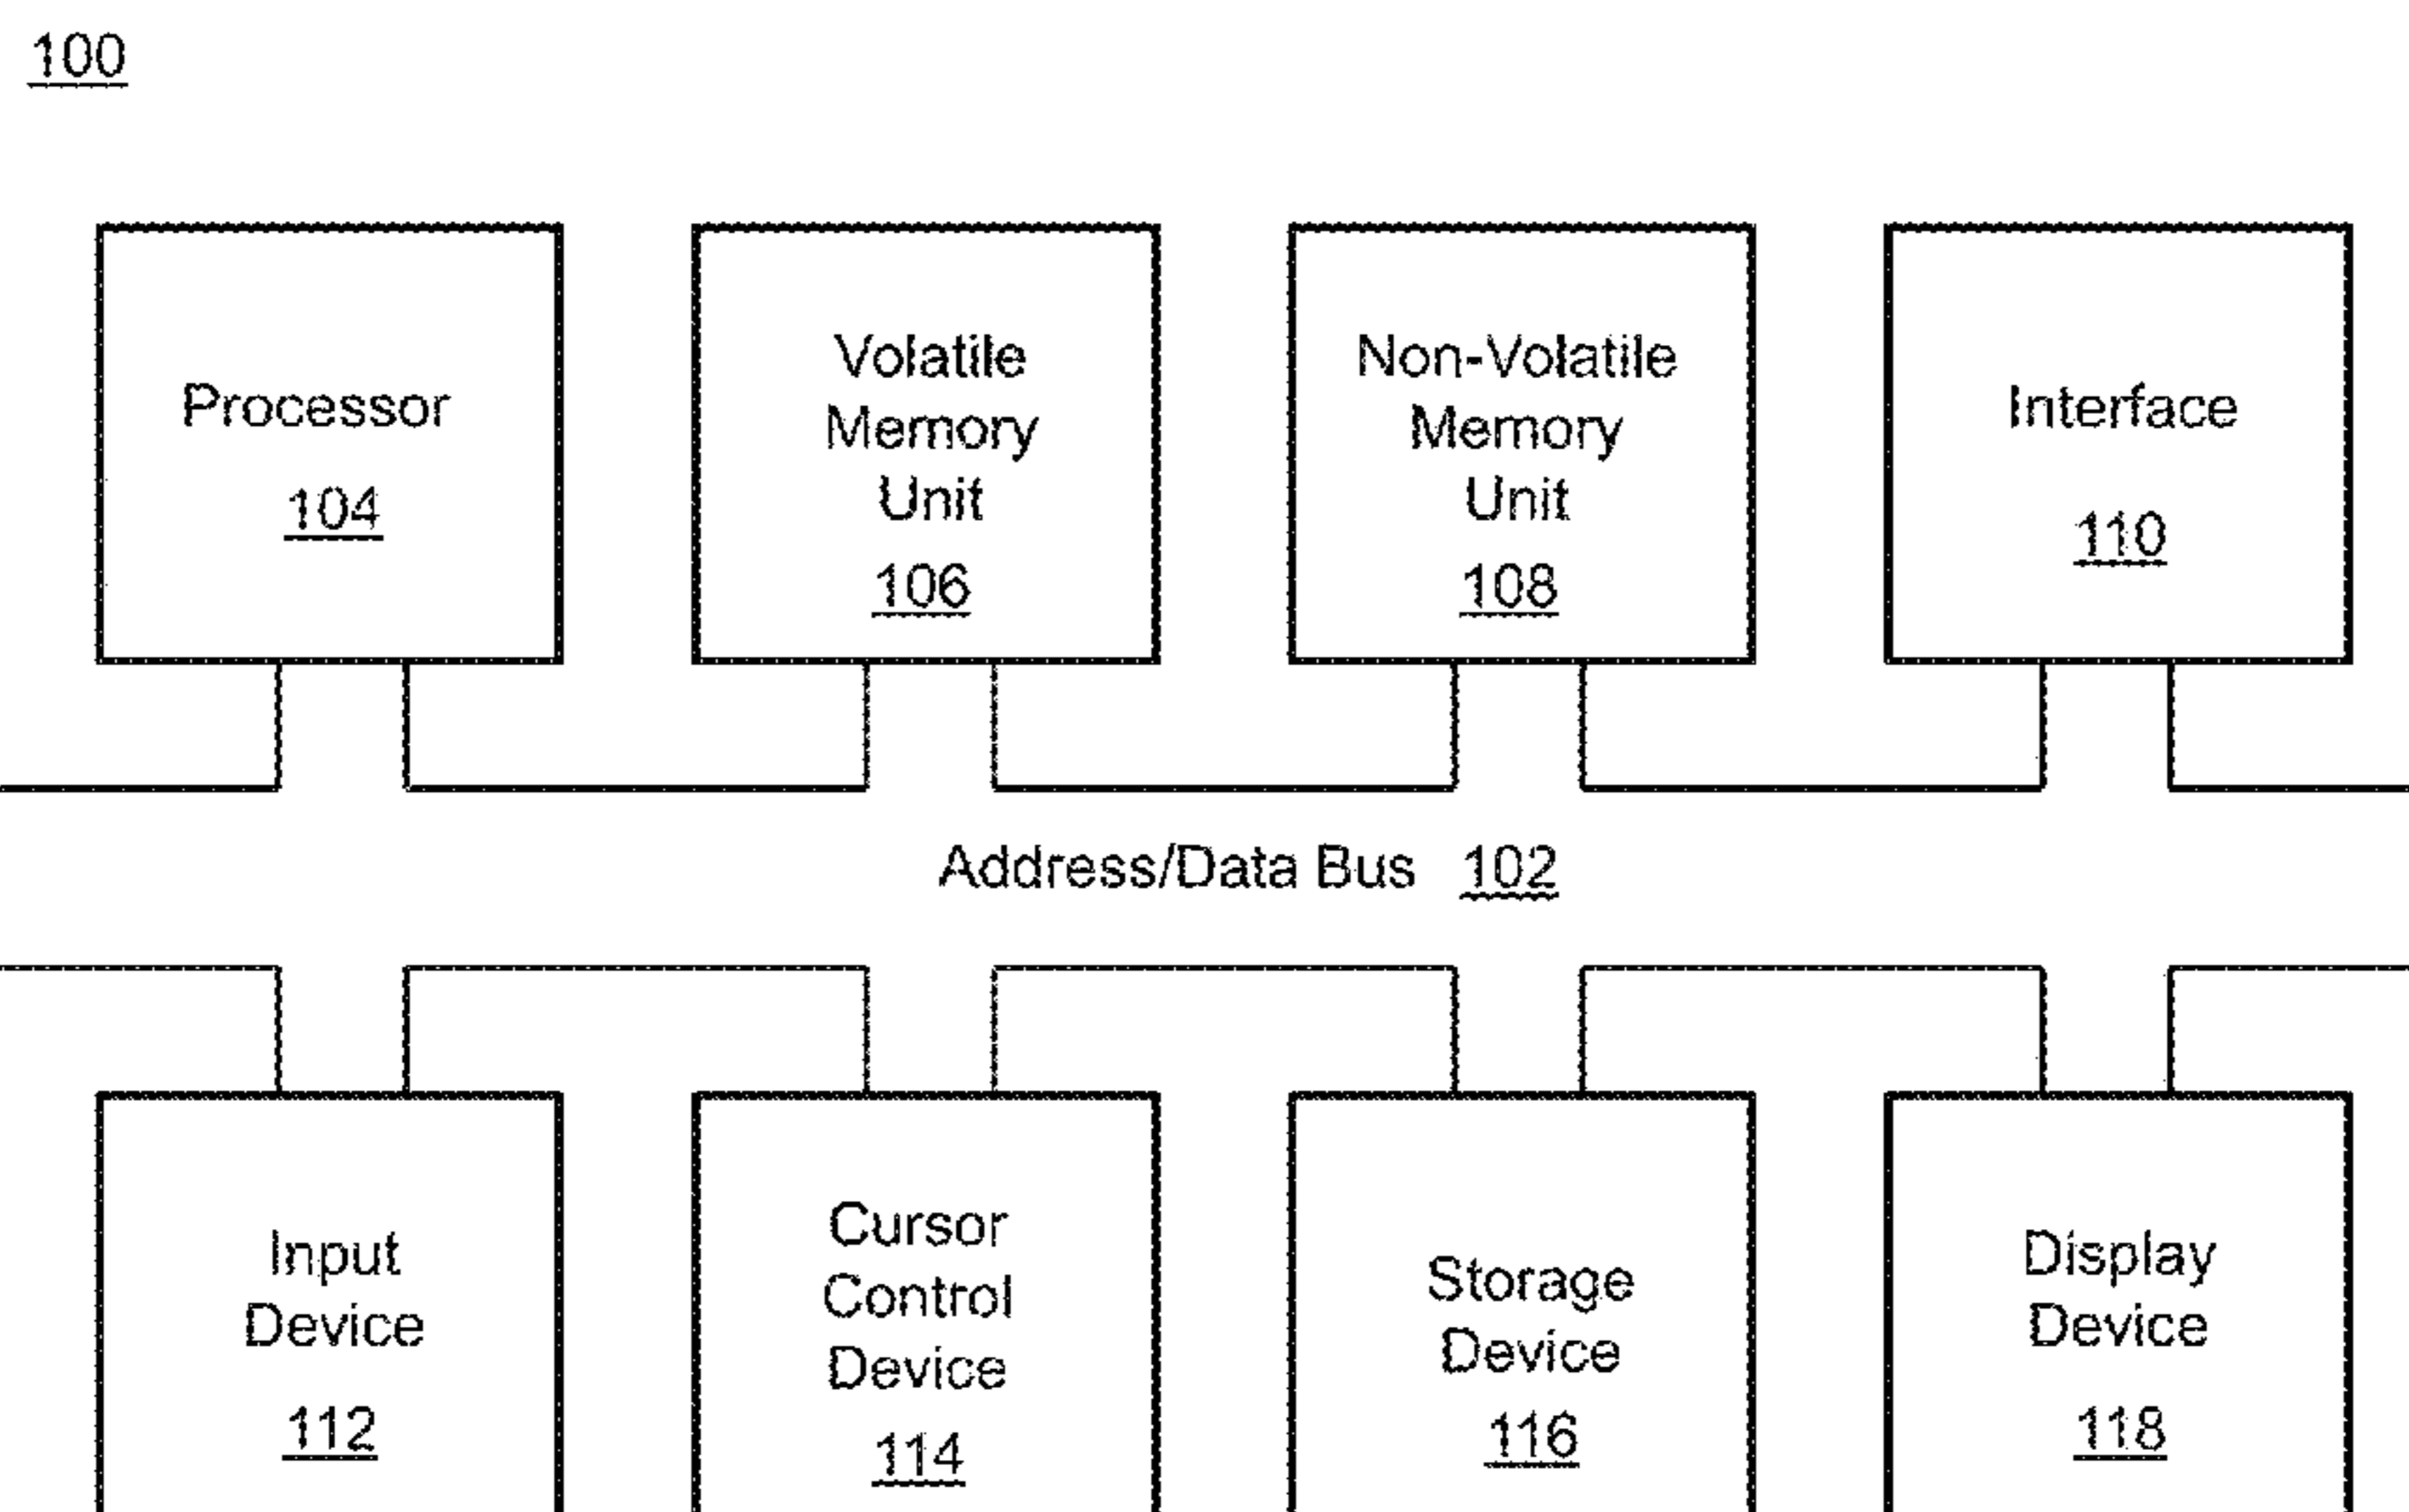 100
Processor
104
Volatile
Memory
Unit
106
Non-Volatile
Memory
Unit
108
Interface
110
Address/Data Bus 102
Input
Device
112
Cursor
Control
Device
114
Storage
Device
116
Display
Device
118